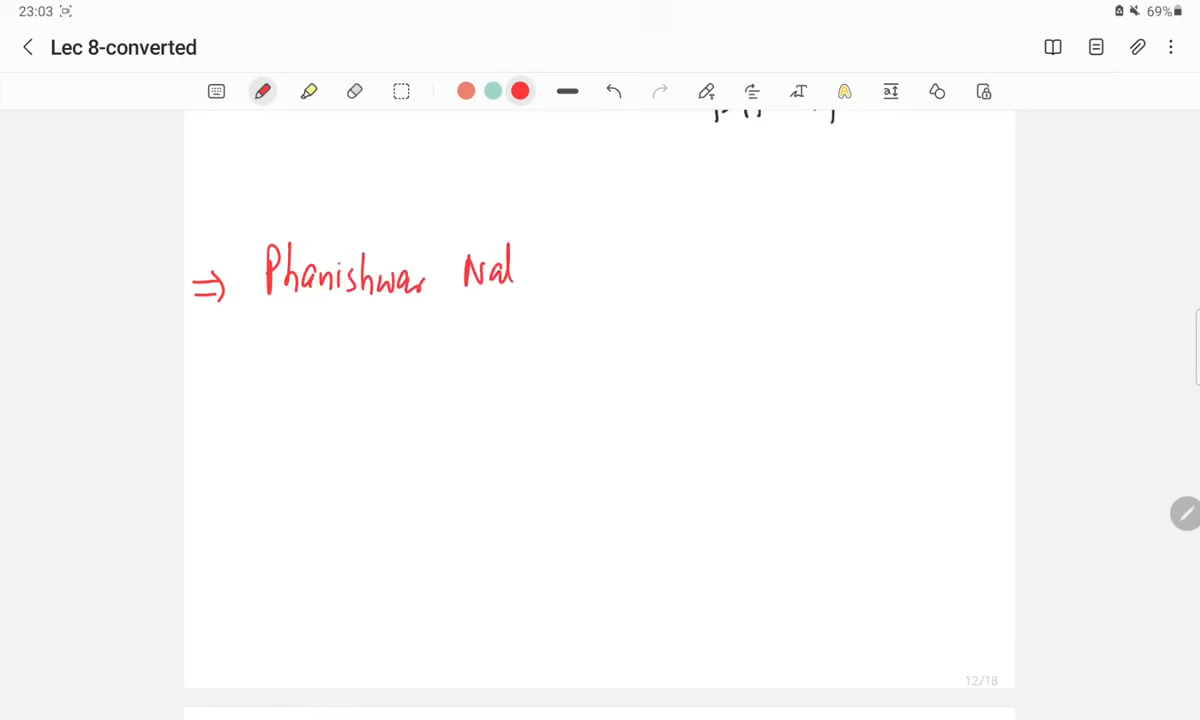 23:03 69%
Lec 8-converted
⇒ Phanishwar Nal
12/18